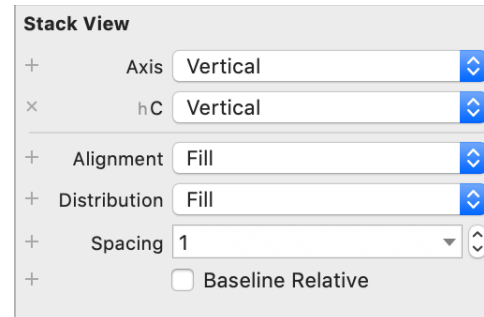 Stack View
+ Axis Vertical
× hC Vertical
+ Alignment Fill
+ Distribution Fill
+ Spacing 1
+ Baseline Relative